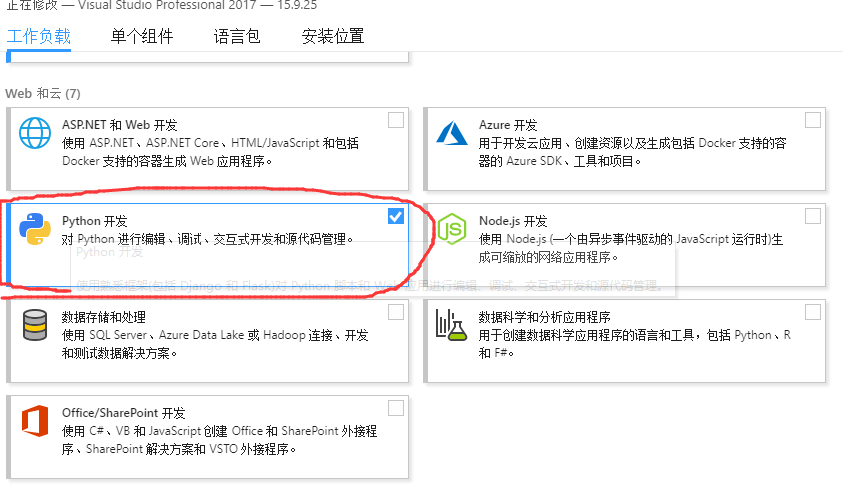 正在修改 — Visual Studio Professional 2017 — 15.9.25
工作负载 单个组件 语言包 安装位置
Web 和云 (7)
ASP.NET 和 Web 开发
使用 ASP.NET、ASP.NET Core、HTML/JavaScript 和包括
Docker 支持的容器生成 Web 应用程序。
Azure 开发
用于开发云应用、创建资源以及生成包括 Docker 支持的容
器的 Azure SDK、工具和项目。
Python 开发
对 Python 进行编辑、调试、交互式开发和源代码管理。
Python 开发
使用熟悉框架(包括 Django 和 Flask)对 Python 脚本和 Web 应用进行编辑、调试、交互式开发和源代码管理。
Node.js 开发
使用 Node.js (一个由异步事件驱动的 JavaScript 运行时)生
成可缩放的网络应用程序。
数据存储和处理
使用 SQL Server、Azure Data Lake 或 Hadoop 连接、开发
和测试数据解决方案。
数据科学和分析应用程序
用于创建数据科学应用程序的语言和工具，包括 Python、R
和 F#。
Office/SharePoint 开发
使用 C#、VB 和 JavaScript 创建 Office 和 SharePoint 外接程
序、SharePoint 解决方案和 VSTO 外接程序。